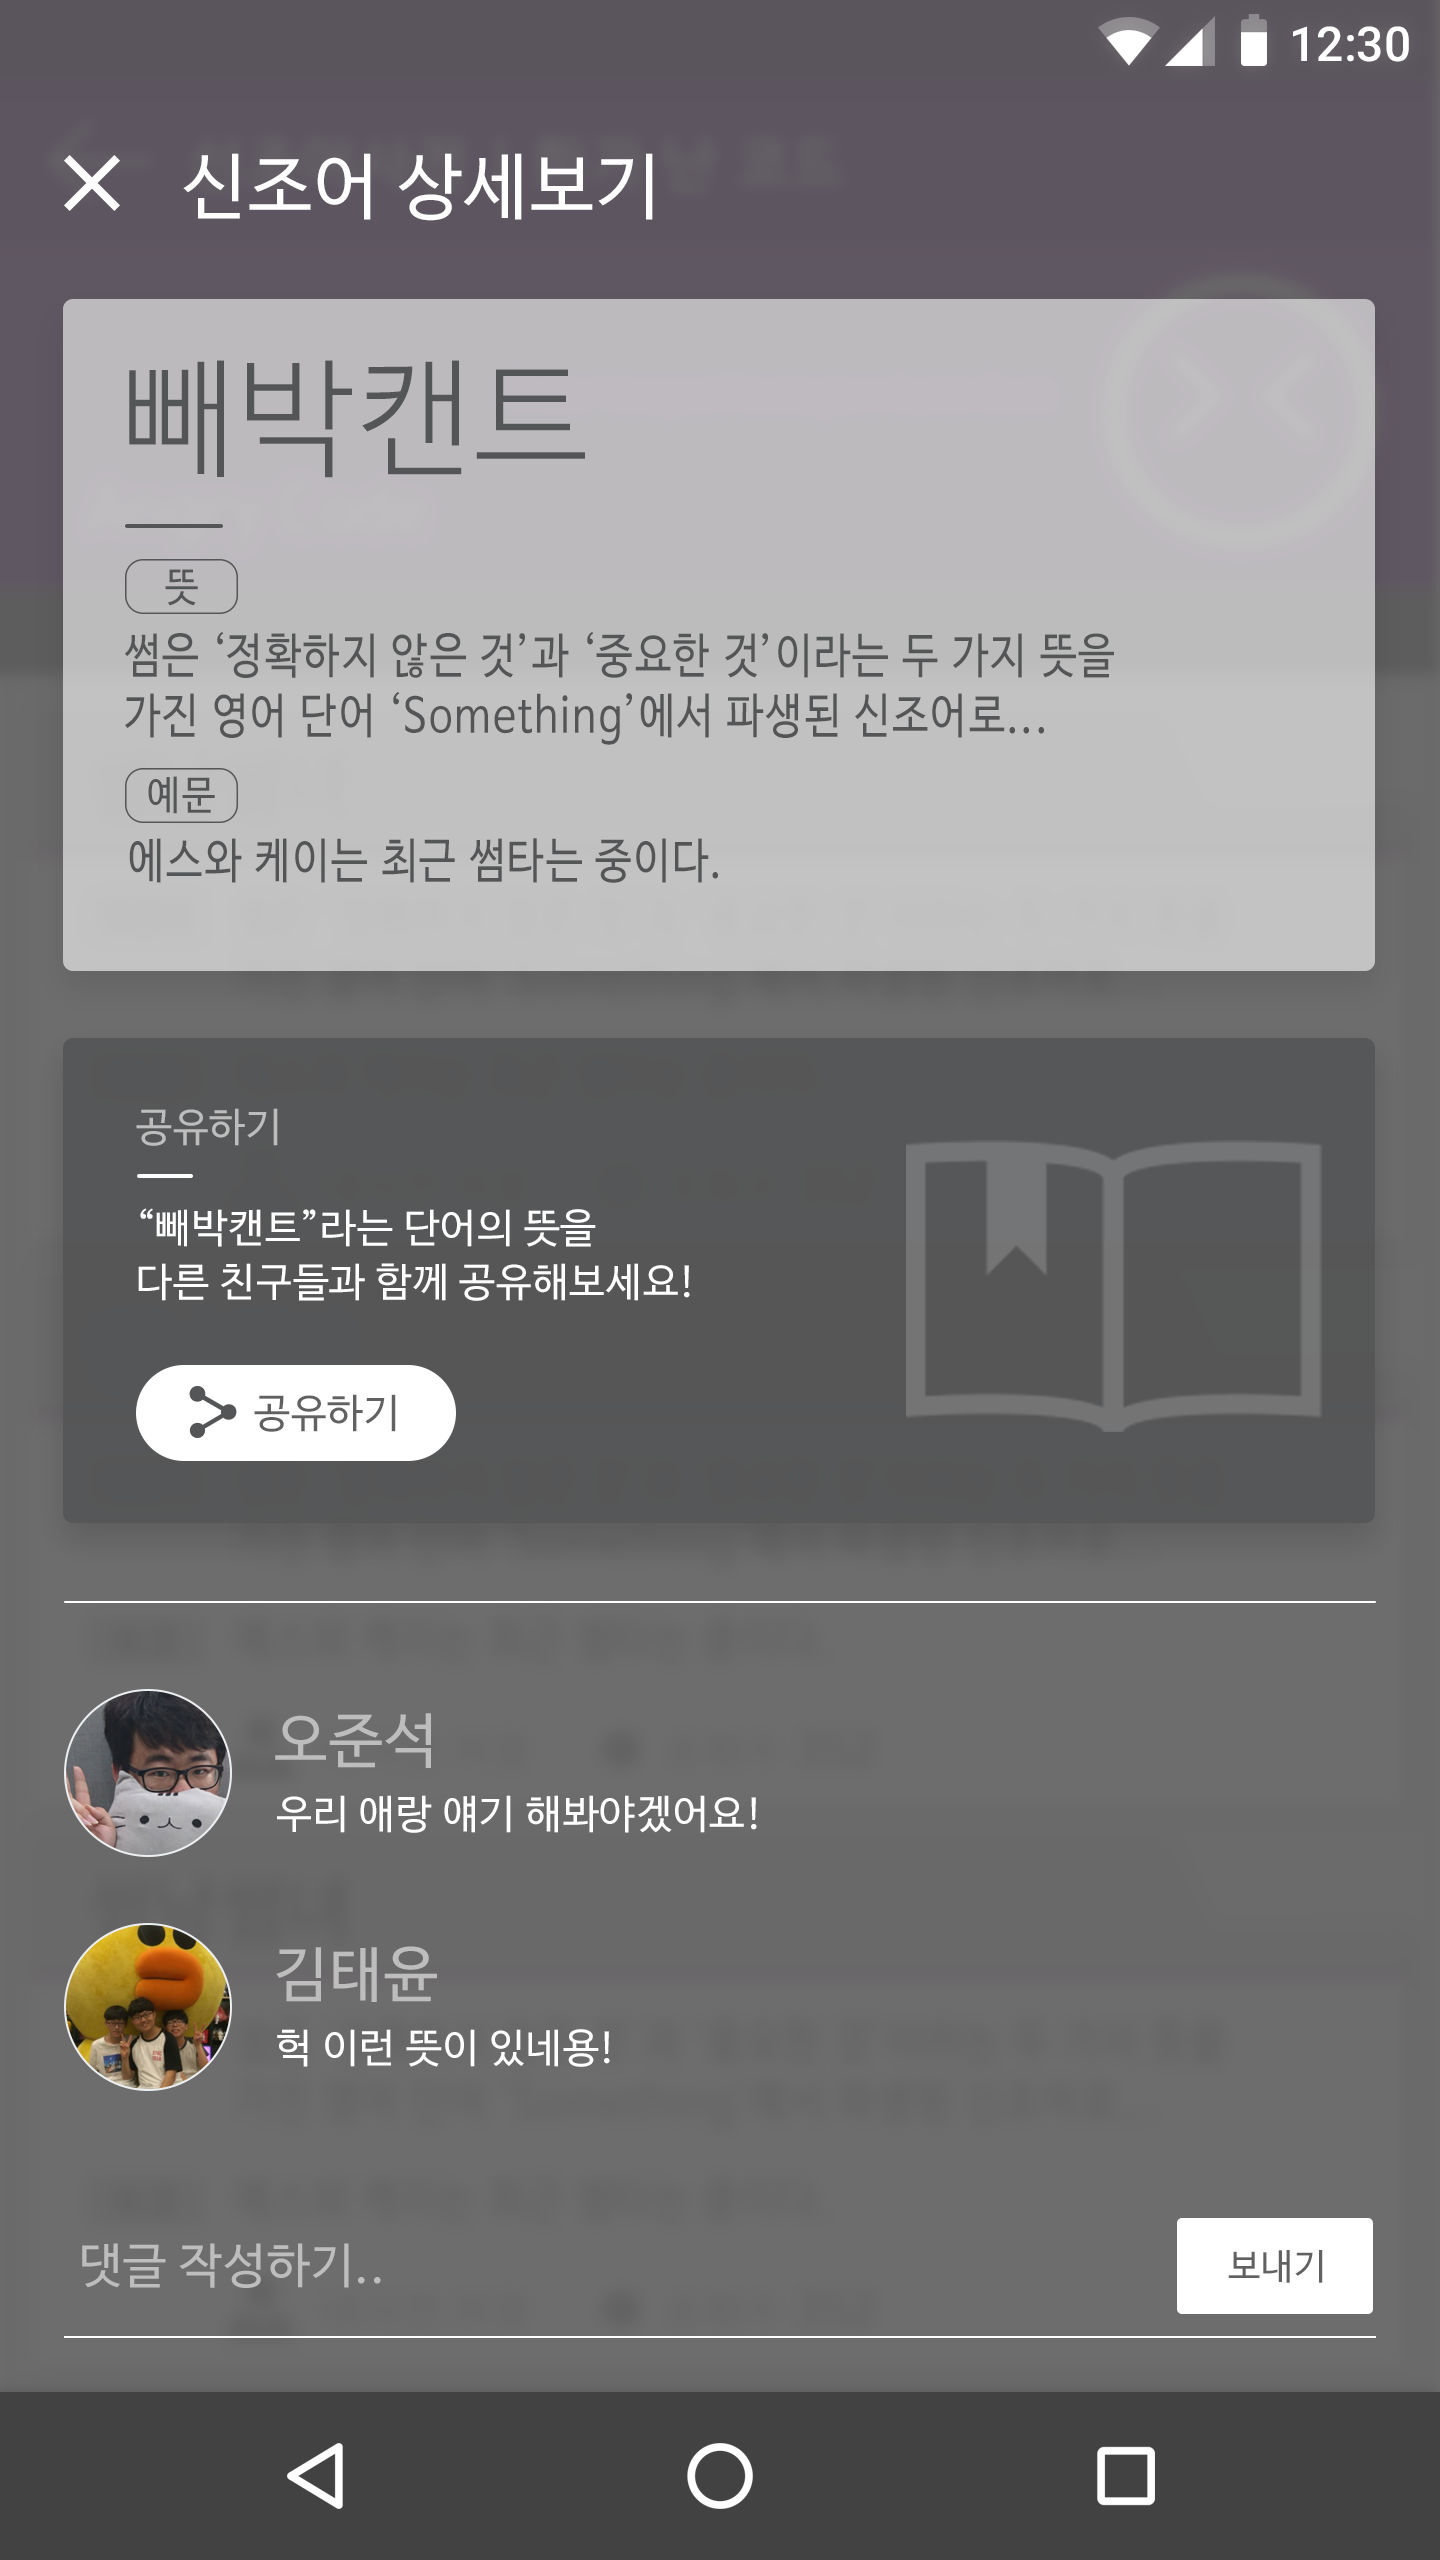 12:30
신조어 상세보기
빼박캔트
뜻
썸은 ‘정확하지 않은 것’과 ‘중요한 것’이라는 두 가지 뜻을
가진 영어 단어 ‘Something’에서 파생된 신조어로...
예문
에스와 케이는 최근 썸타는 중이다.
공유하기
“빼박캔트”라는 단어의 뜻을
다른 친구들과 함께 공유해보세요!
공유하기
오준석
우리 애랑 얘기 해봐야겠어요!
김태윤
헉 이런 뜻이 있네용!
댓글 작성하기..
보내기